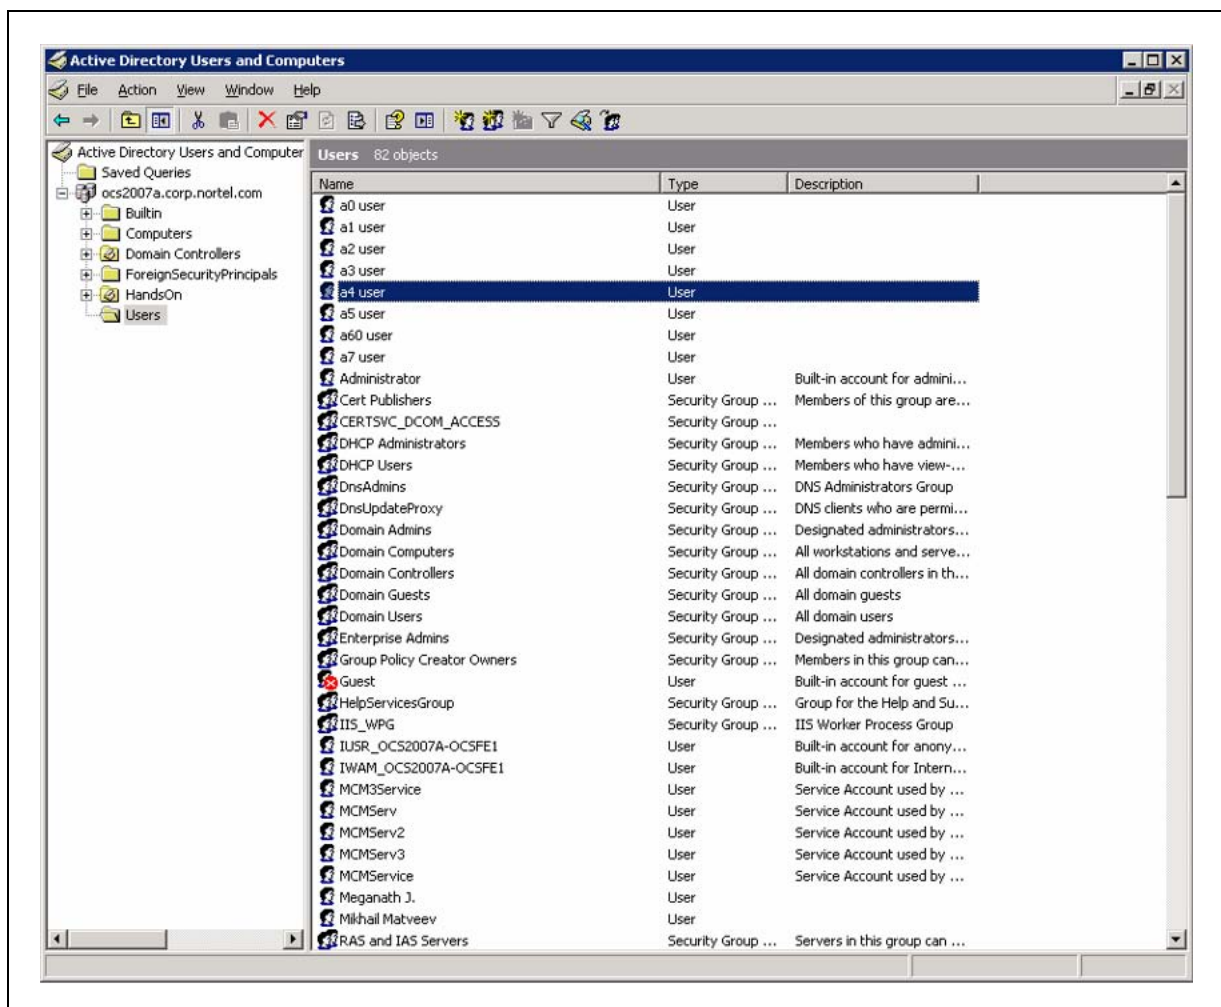 Active Directory Users and Computers
File Action View Window Help
Active Directory Users and Computer
Saved Queries
ocs2007a.corp.nortel.com
Builtin
Computers
Domain Controllers
ForeignSecurityPrincipals
HandsOn
Users
Users 82 objects
Name Type Description
a0 user User
a1 user User
a2 user User
a3 user User
a4 user User
a5 user User
a60 user User
a7 user User
Administrator User Built-in account for admini...
Cert Publishers Security Group ... Members of this group are...
CERTSVC_DCOM_ACCESS Security Group ...
DHCP Administrators Security Group ... Members who have admini...
DHCP Users Security Group ... Members who have view-...
DnsAdmins Security Group ... DNS Administrators Group
DnsUpdateProxy Security Group ... DNS clients who are permi...
Domain Admins Security Group ... Designated administrators...
Domain Computers Security Group ... All workstations and serve...
Domain Controllers Security Group ... All domain controllers in th...
Domain Guests Security Group ... All domain guests
Domain Users Security Group ... All domain users
Enterprise Admins Security Group ... Designated administrators...
Group Policy Creator Owners Security Group ... Members in this group can...
Guest User Built-in account for guest ...
HelpServicesGroup Security Group ... Group for the Help and Su...
IIS_WPG Security Group ... IIS Worker Process Group
IUSR_OCS2007A-OCSFE1 User Built-in account for anony...
IWAM_OCS2007A-OCSFE1 User Built-in account for Intern...
MCM3Service User Service Account used by ...
MCMServ User Service Account used by ...
MCMServ2 User Service Account used by ...
MCMServ3 User Service Account used by ...
MCMService User Service Account used by ...
Meganath J. User
Mikhail Matveev User
RAS and IAS Servers Security Group ... Servers in this group can ...